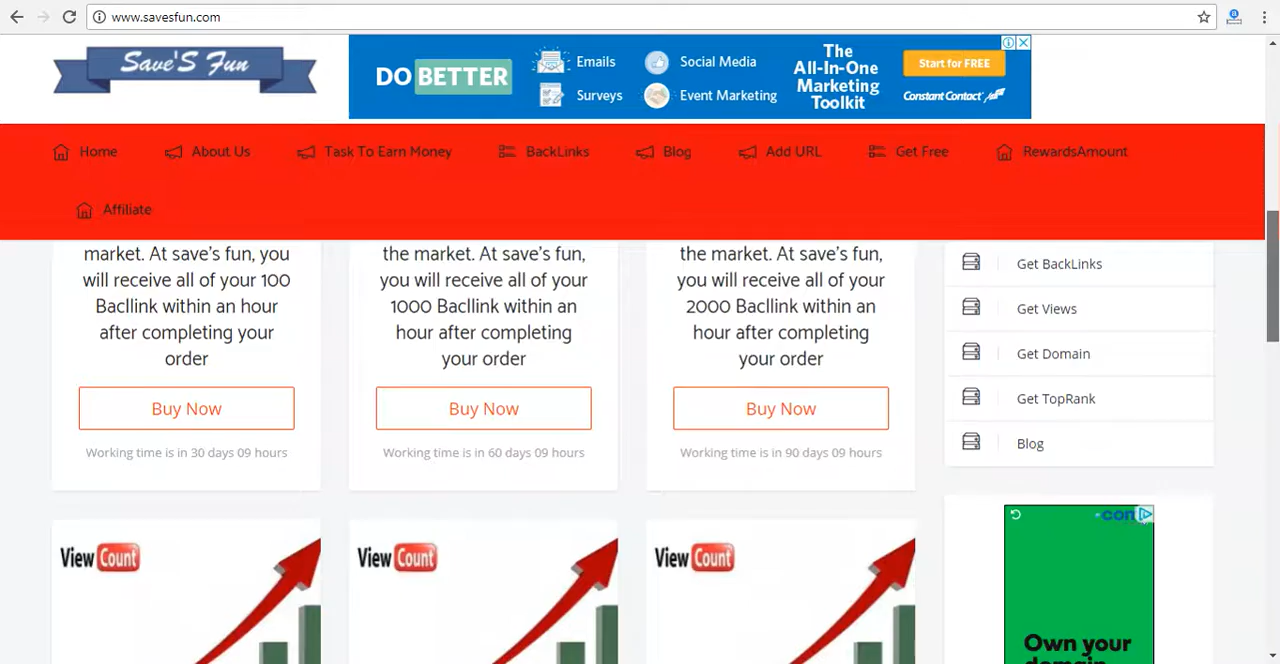 www.savesfun.com
Save'S Fun
DO BETTER
Emails
Social Media
Surveys
Event Marketing
The
All-In-One
Marketing
Toolkit
Start for FREE
Constant Contact
Home
About Us
Task To Earn Money
BackLinks
Blog
Add URL
Get Free
RewardsAmount
Affiliate
market. At save's fun, you
will receive all of your 100
Bacllink within an hour
after completing your
order
Buy Now
Working time is in 30 days 09 hours
the market. At save's fun,
you will receive all of your
1000 Bacllink within an
hour after completing
your order
Buy Now
Working time is in 60 days 09 hours
the market. At save's fun,
you will receive all of your
2000 Bacllink within an
hour after completing
your order
Buy Now
Working time is in 90 days 09 hours
Get BackLinks
Get Views
Get Domain
Get TopRank
Blog
View Count
View Count
View Count
.com
Own your